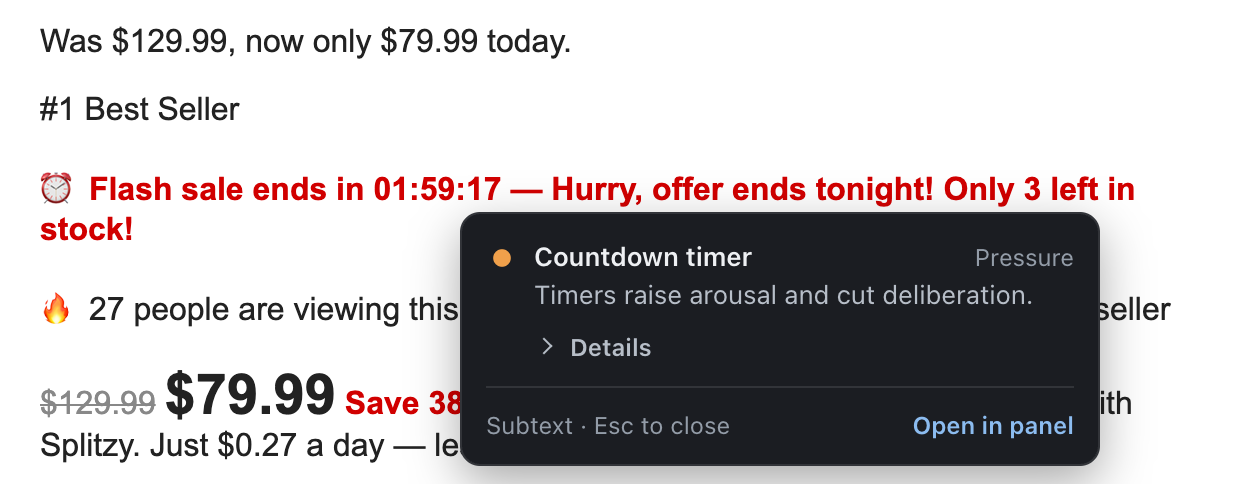 Was $129.99, now only $79.99 today.
#1 Best Seller
⏰ Flash sale ends in 01:59:17 — Hurry, offer ends tonight! Only 3 left in
stock!
🔥 27 people are viewing this
seller
Countdown timer
Pressure
Timers raise arousal and cut deliberation.
Details
Subtext · Esc to close
Open in panel
$129.99 $79.99 Save 38
Splitzy. Just $0.27 a day —